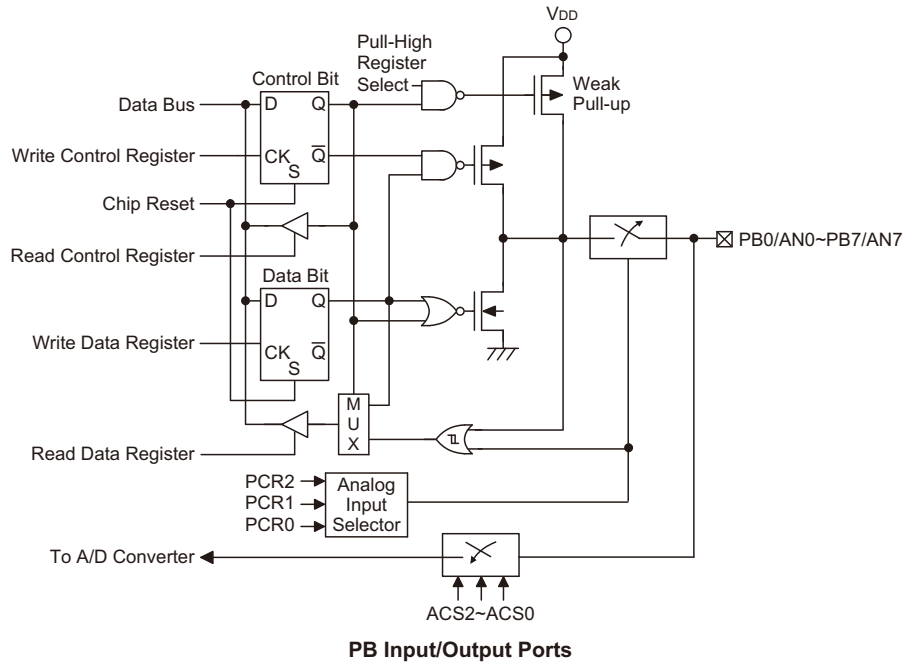 VDD
Pull-High
Register
Select
Control Bit
Weak
Pull-up
Data Bus
D
Q
Write Control Register
CK
Q
S
Chip Reset
PB0/AN0~PB7/AN7
Read Control Register
Data Bit
D
Q
Write Data Register
CK
Q
S
M
U
X
Read Data Register
PCR2
PCR1
PCR0
Analog
Input
Selector
To A/D Converter
ACS2~ACS0
PB Input/Output Ports